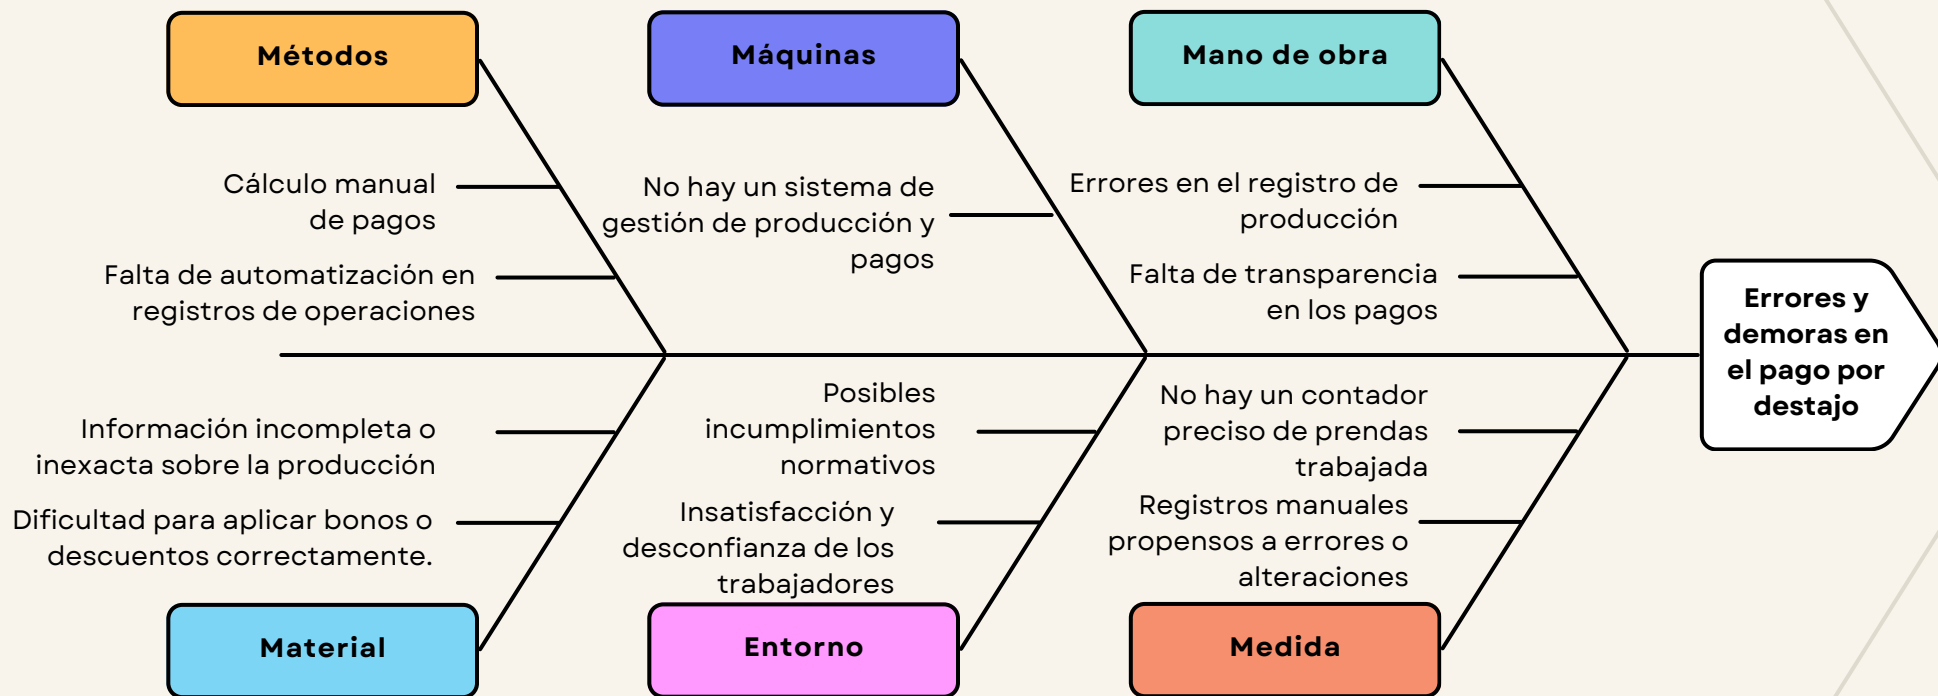 Métodos
Máquinas
Mano de obra
Cálculo manual
de pagos
Falta de automatización en
registros de operaciones
No hay un sistema de
gestión de producción y
pagos
Errores en el registro de
producción
Falta de transparencia
en los pagos
Errores y
demoras en
el pago por
destajo
Información incompleta o
inexacta sobre la producción
Dificultad para aplicar bonos o
descuentos correctamente.
Posibles
incumplimientos
normativos
Insatisfacción y
desconfianza de los
trabajadores
No hay un contador
preciso de prendas
trabajada
Registros manuales
propensos a errores o
alteraciones
Material
Entorno
Medida